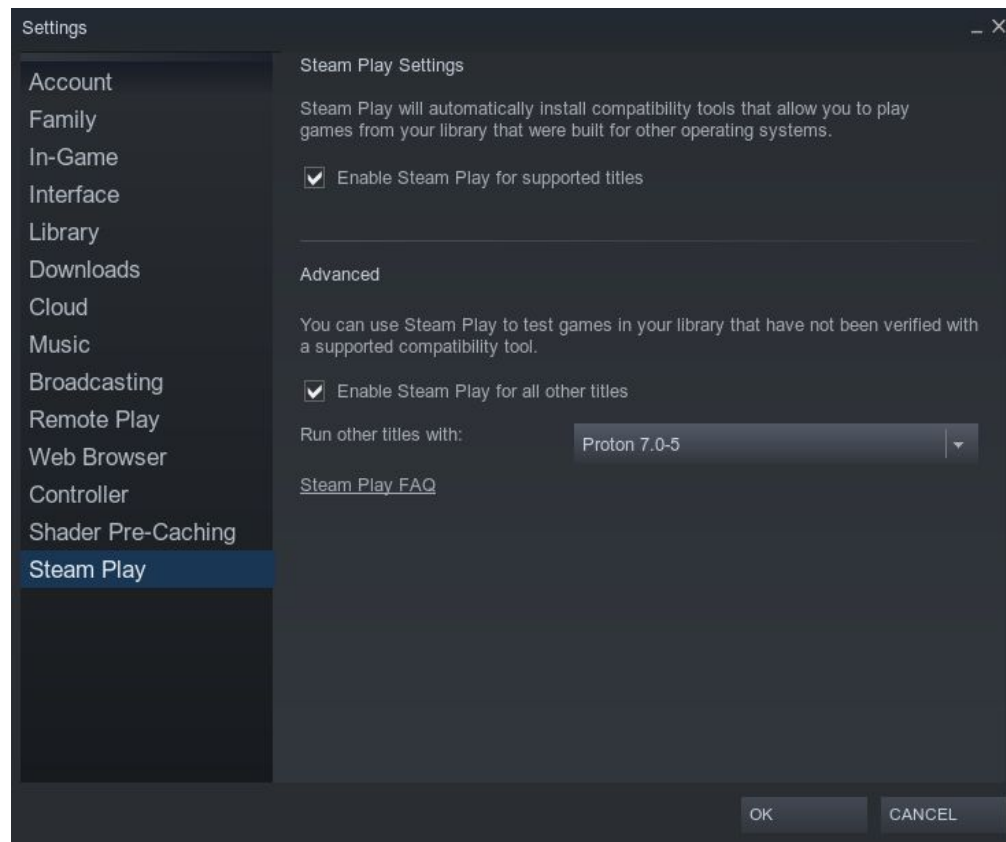 Settings
Account
Family
In-Game
Interface
Library
Downloads
Cloud
Music
Broadcasting
Remote Play
Web Browser
Controller
Shader Pre-Caching
Steam Play
Steam Play Settings
Steam Play will automatically install compatibility tools that allow you to play
games from your library that were built for other operating systems.
Enable Steam Play for supported titles
Advanced
You can use Steam Play to test games in your library that have not been verified with
a supported compatibility tool.
Enable Steam Play for all other titles
Run other titles with:
Proton 7.0-5
Steam Play FAQ
OK
CANCEL